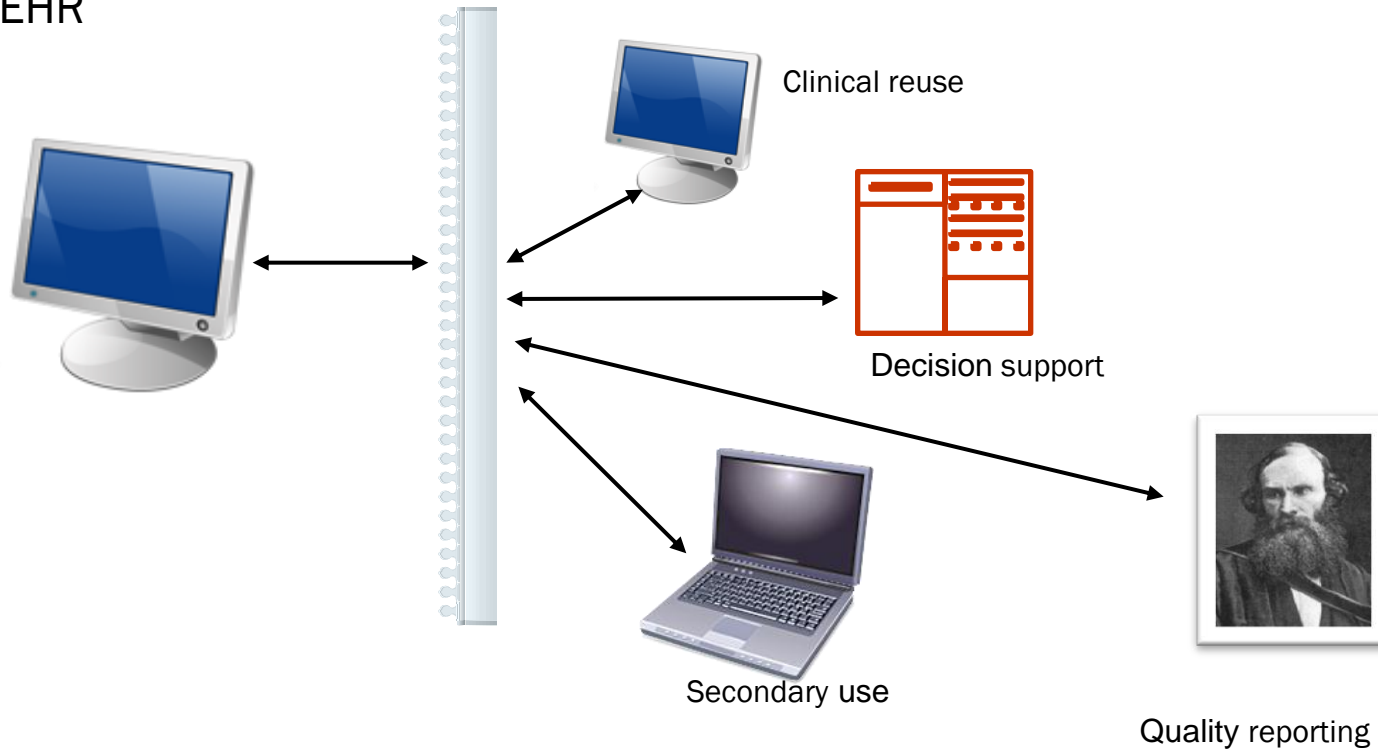 EHR
Clinical reuse
Decision support
Secondary use
Quality reporting